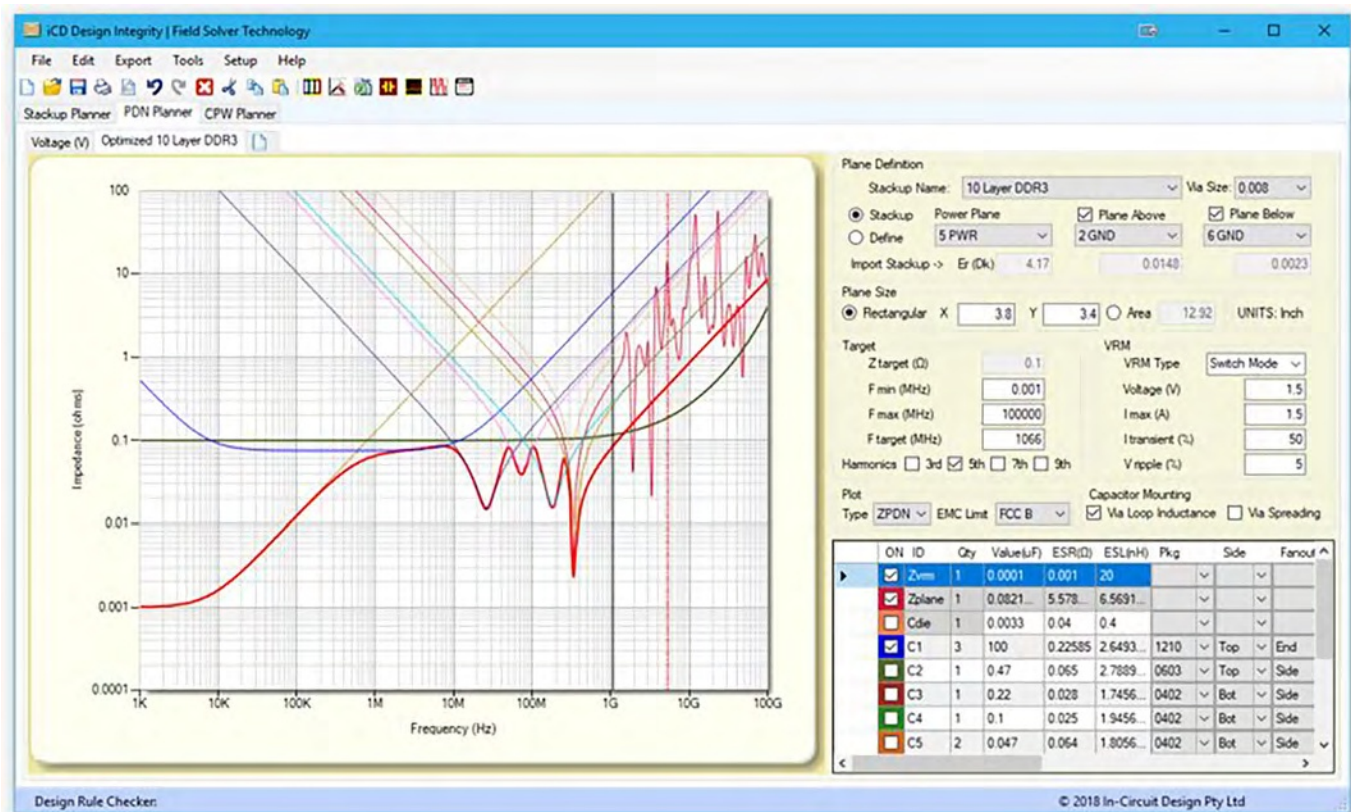 iCD Design Integrity | Field Solver Technology
File Edit Export Tools Setup Help
Stackup Planner PDN Planner CPW Planner
Voltage (V) Optimized 10 Layer DDR3
100
10
1
0.1
0.01
0.001
0.0001
Impedance (ohms)
1K 10K 100K 1M 10M 100M 1G 10G 100G
Frequency (Hz)
Plane Definition
Stackup Name: 10 Layer DDR3 Via Size: 0.008
Stackup Power Plane Plane Above Plane Below
Define 5 PWR 2 GND 6 GND
Import Stackup -> Er (Dk) 4.17 0.0148 0.0023
Plane Size
Rectangular X 3.8 Y 3.4 Area 12.92 UNITS: Inch
Target VRM
Z target (Ω) 0.1 VRM Type Switch Mode
F min (MHz) 0.001 Voltage (V) 1.5
F max (MHz) 100000 I max (A) 1.5
F target (MHz) 1066 I transient (%) 50
Harmonics 3rd 5th 7th 9th V ripple (%) 5
Plot Capacitor Mounting
Type ZPDN EMC Limit FCC B Via Loop Inductance Via Spreading
ON ID Qty Value(uF) ESR(Ω) ESL(nH) Pkg Side Fanout
Zvrm 1 0.0001 0.001 20
Zplane 1 0.0821... 5.578... 6.5691...
Cdie 1 0.0033 0.04 0.4
C1 3 100 0.22585 2.6493... 1210 Top End
C2 1 0.47 0.065 2.7889... 0603 Top Side
C3 1 0.22 0.028 1.7456... 0402 Bot Side
C4 1 0.1 0.025 1.9456... 0402 Bot Side
C5 2 0.047 0.064 1.8056... 0402 Bot Side
Design Rule Checker: © 2018 In-Circuit Design Pty Ltd